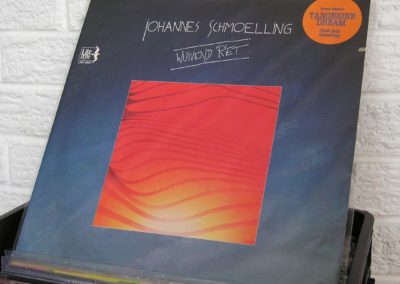 JOHANNES SCHMOELLING
WUIVEND RIET
TANGERINE
DREAM